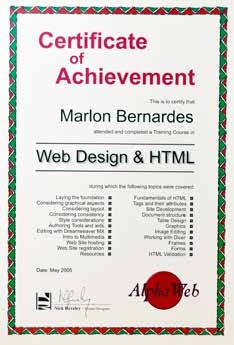 Certificate
of
Achievement
This is to certify that
Marlon Bernardes
attended and completed a Training Course in
Web Design & HTML
during which the following topics were covered:
Laying the foundation
Considering graphical aspects
Considering layout
Considering consistency
Style considerations
Authoring Tools and aids
Editing with Dreamweaver MX
Intro to Multimedia
Web Site hosting
Web Site registration
Resources
Fundamentals of HTML
Tags and their attributes
Site Development
Document structure
Table Design
Graphics
Image Editing
Working with Diver
Frames
Forms
HTML Validation
Date: May 2005
Alpha Web